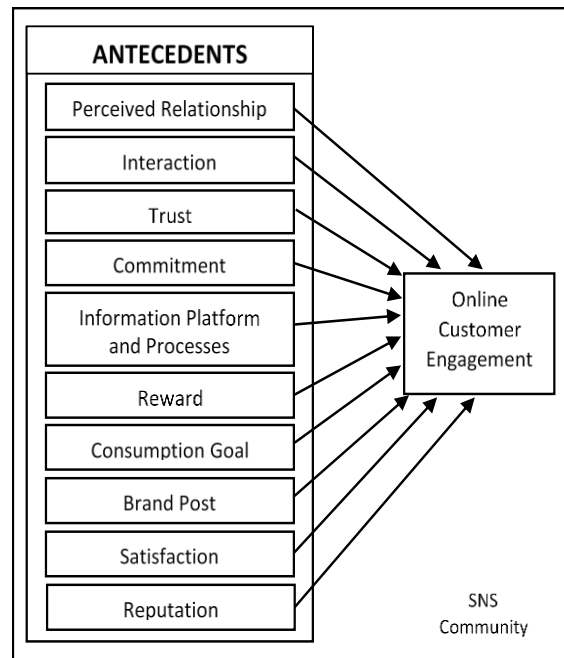 ANTECEDENTS
Perceived Relationship
Interaction
Trust
Commitment
Information Platform
and Processes
Reward
Consumption Goal
Brand Post
Satisfaction
Reputation
Online
Customer
Engagement
SNS
Community